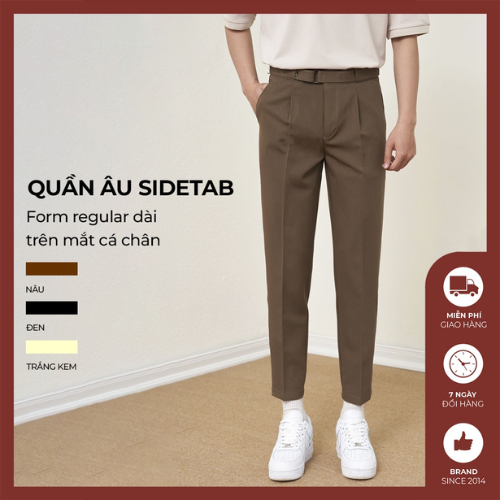 QUẦN ÂU SIDETAB
Form regular dài
trên mắt cá chân
NÂU
ĐEN
TRẮNG KEM
MIỄN PHÍ
GIAO HÀNG
7 NGÀY
ĐỔI HÀNG
BRAND
SINCE 2014